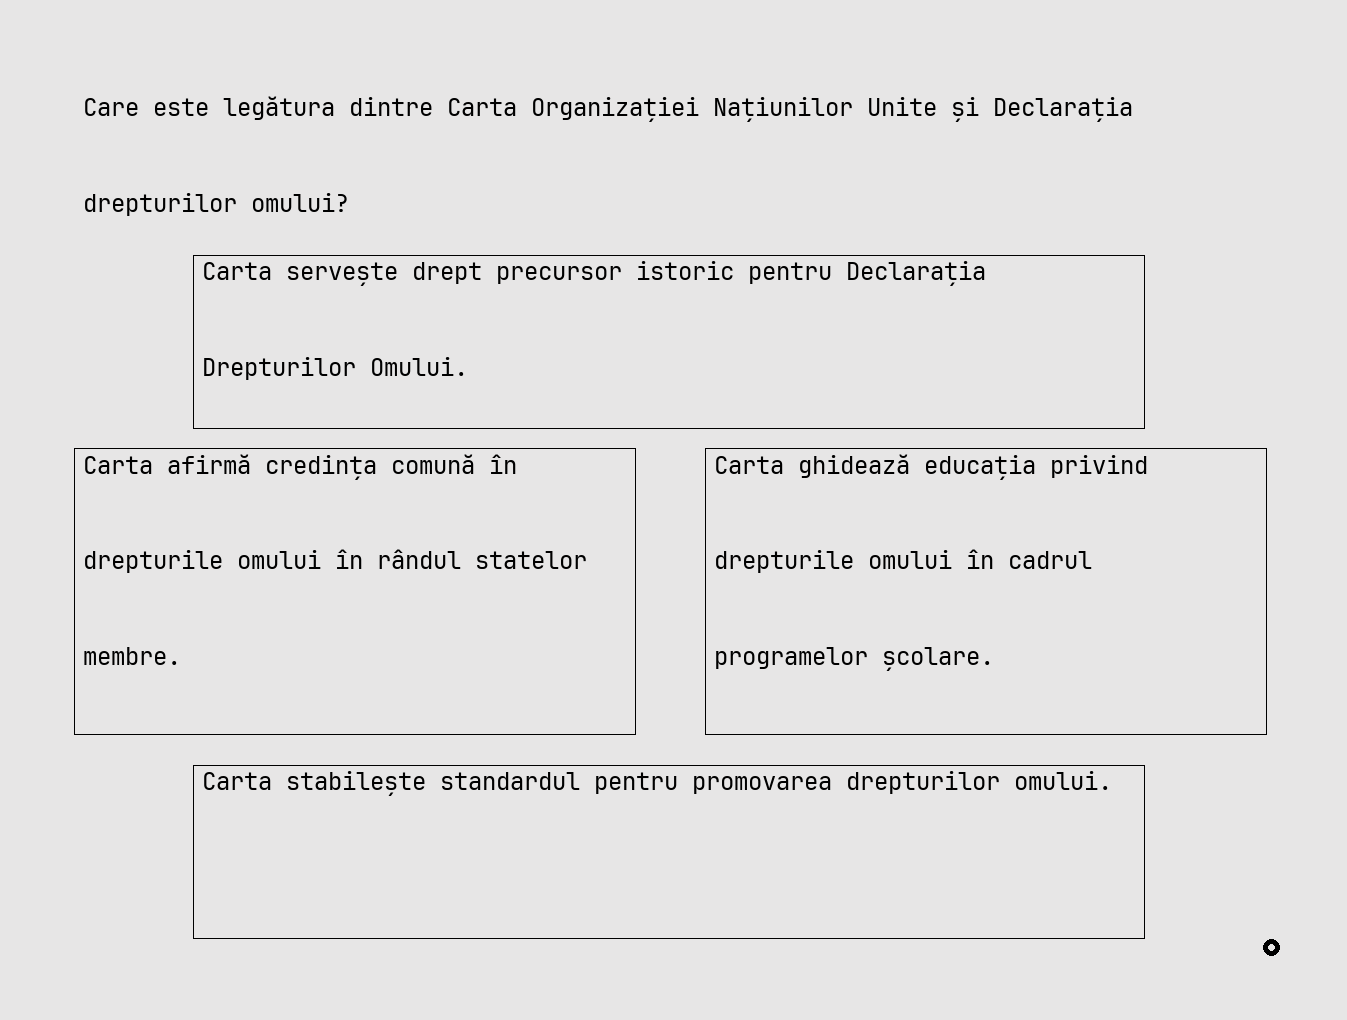 Care este legătura dintre Carta Organizației Națiunilor Unite și Declarația
drepturilor omului?
Carta servește drept precursor istoric pentru Declarația
Drepturilor Omului.
Carta afirmă credința comună în
drepturile omului în rândul statelor
membre.
Carta ghidează educația privind
drepturile omului în cadrul
programelor școlare.
Carta stabilește standardul pentru promovarea drepturilor omului.